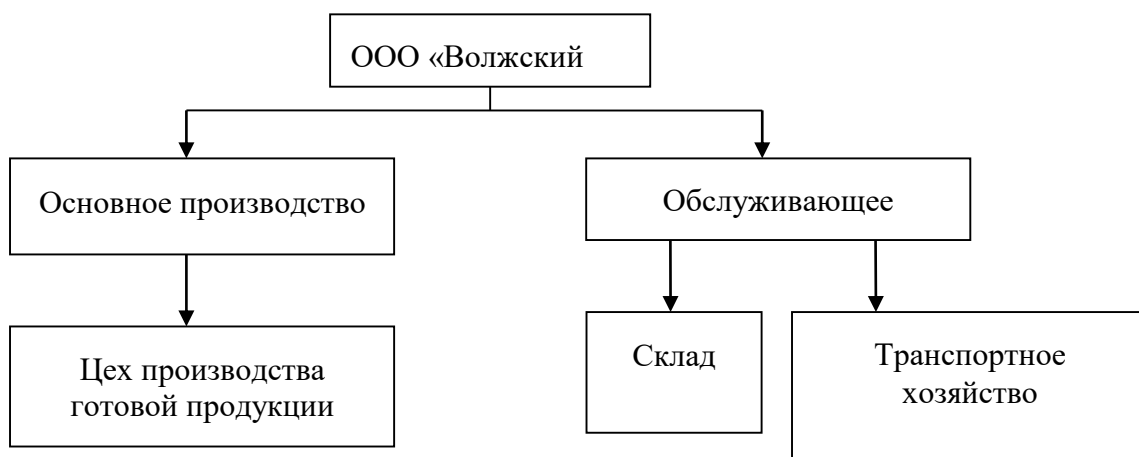 ООО «Волжский
Основное производство
Обслуживающее
Цех производства
готовой продукции
Склад
Транспортное
хозяйство